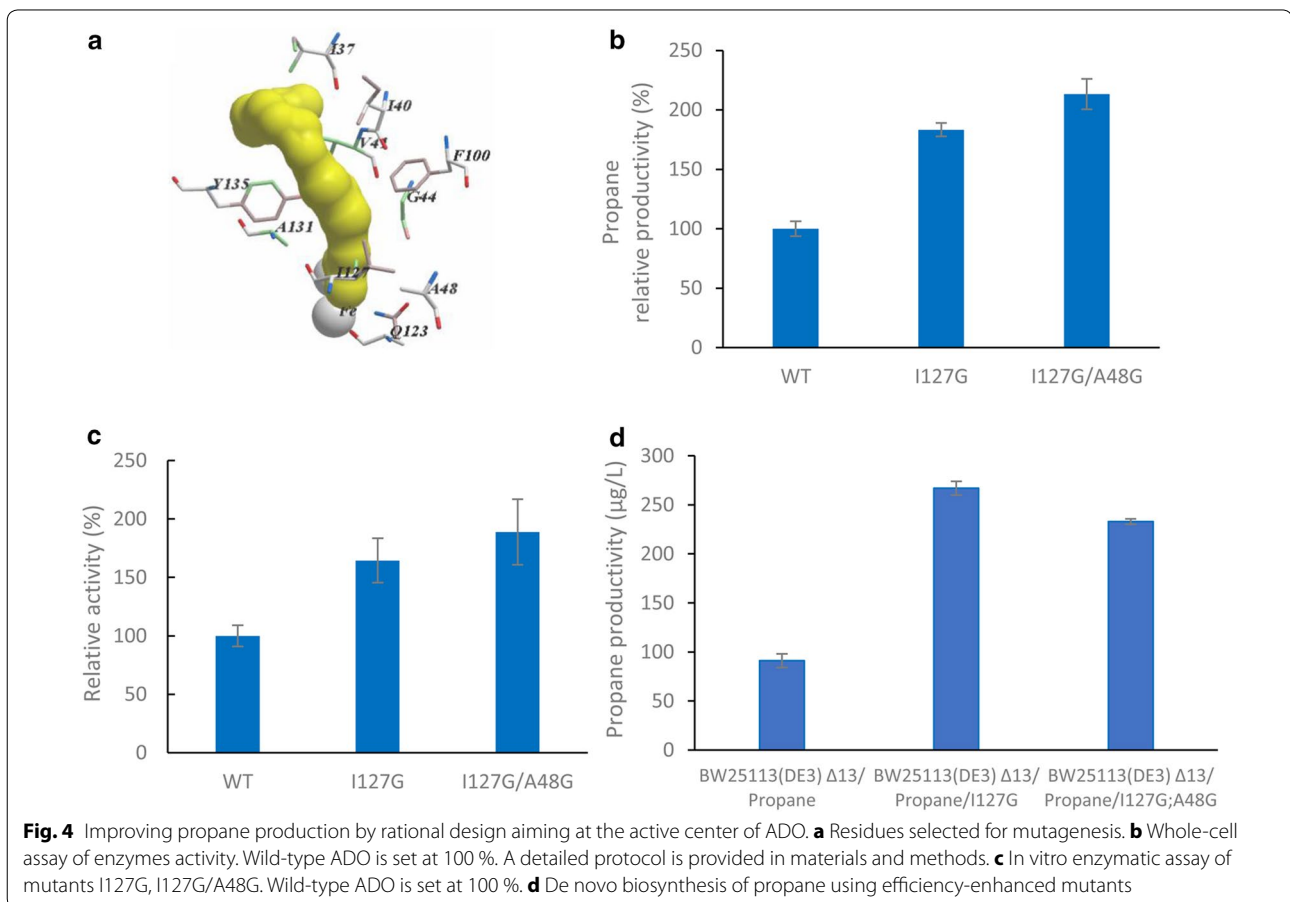 a
I37
I40
V41
F100
G44
Y135
A131
I127
A48
Fe
Q123
b
Propane
relative productivity (%)
250
200
150
100
50
0
WT
I127G
I127G/A48G
c
Relative activity (%)
250
200
150
100
50
0
WT
I127G
I127G/A48G
d
Propane productivity (µg/L)
300
250
200
150
100
50
0
BW25113(DE3) Δ13/
Propane
BW25113(DE3) Δ13/
Propane/I127G
BW25113(DE3) Δ13/
Propane/I127G;A48G
Fig. 4 Improving propane production by rational design aiming at the active center of ADO. a Residues selected for mutagenesis. b Whole-cell
assay of enzymes activity. Wild-type ADO is set at 100 %. A detailed protocol is provided in materials and methods. c In vitro enzymatic assay of
mutants I127G, I127G/A48G. Wild-type ADO is set at 100 %. d De novo biosynthesis of propane using efficiency-enhanced mutants